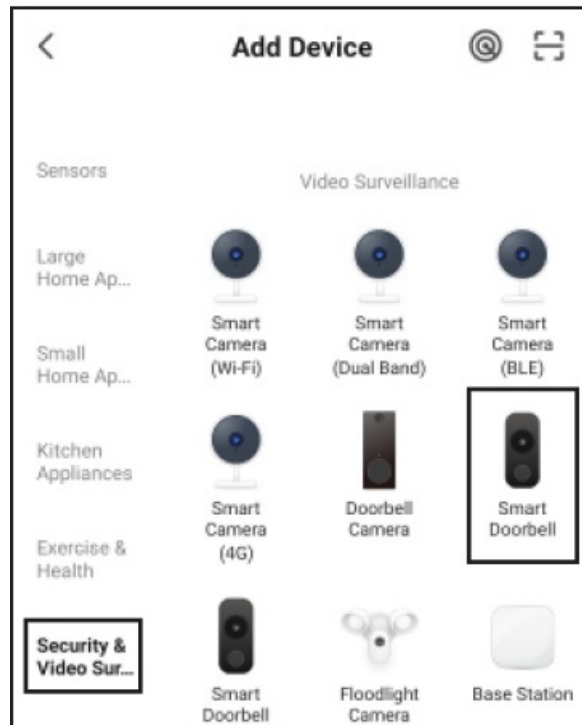 Add Device
Sensors
Large
Home Ap...
Small
Home Ap...
Kitchen
Appliances
Exercise &
Health
Security &
Video Sur...
Video Surveillance
Smart
Camera
(Wi-Fi)
Smart
Camera
(Dual Band)
Smart
Camera
(BLE)
Smart
Camera
(4G)
Doorbell
Camera
Smart
Doorbell
Smart
Doorbell
Floodlight
Camera
Base Station